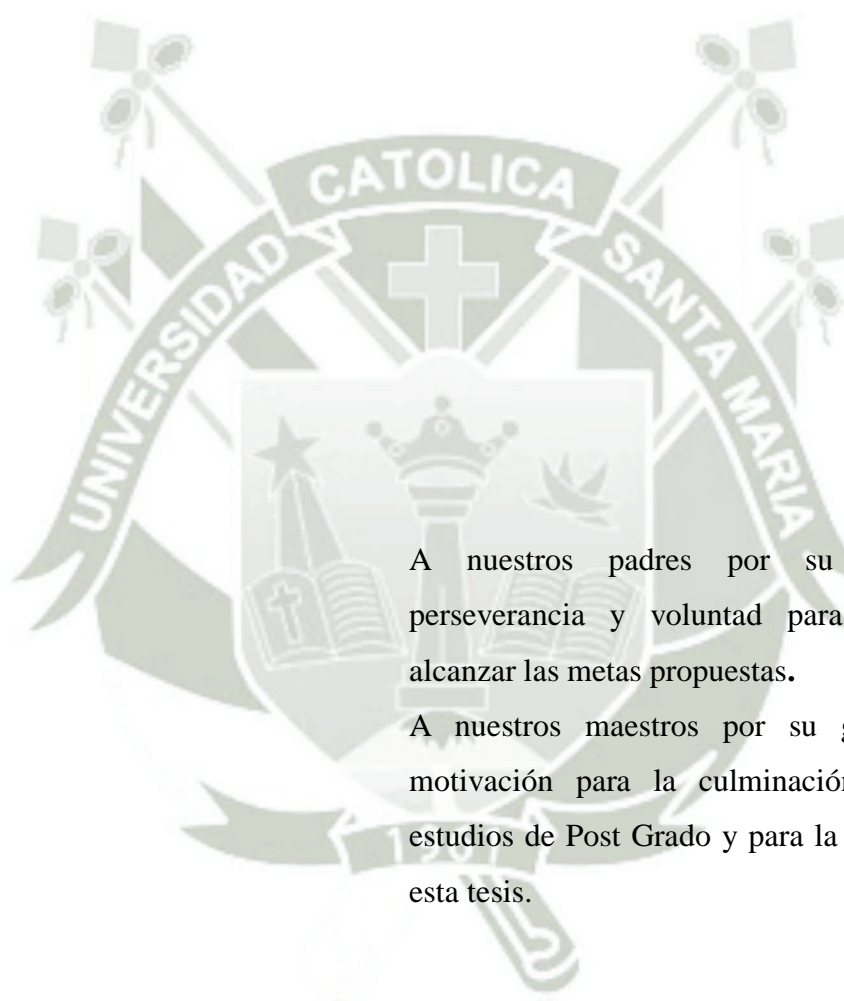 CATOLICA
UNIVERSIDAD
SANTA MARIA
A nuestros padres por su
perseverancia y voluntad para
alcanzar las metas propuestas.
A nuestros maestros por su
motivación para la culminación
estudios de Post Grado y para la
esta tesis.